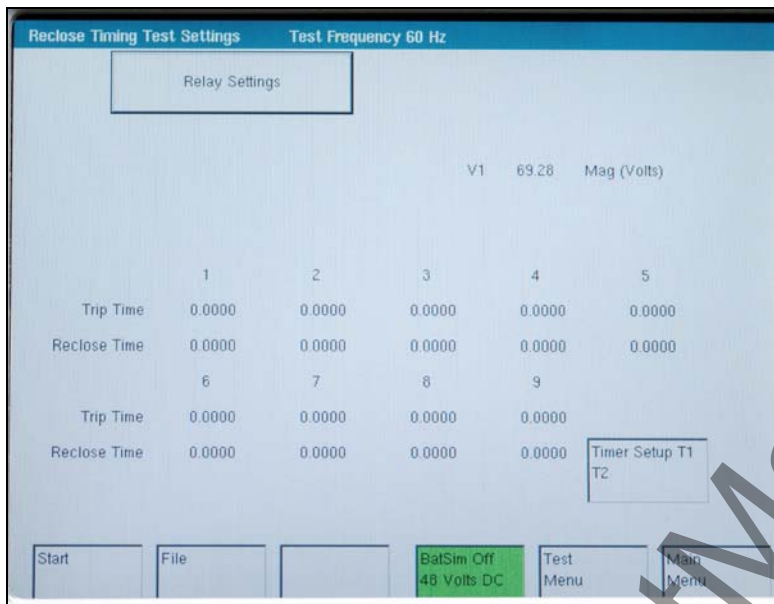 Reclose Timing Test Settings Test Frequency 60 Hz
Relay Settings
V1 69.28 Mag (Volts)
1 2 3 4 5
Trip Time 0.0000 0.0000 0.0000 0.0000 0.0000
Reclose Time 0.0000 0.0000 0.0000 0.0000 0.0000
6 7 8 9
Trip Time 0.0000 0.0000 0.0000 0.0000
Reclose Time 0.0000 0.0000 0.0000 0.0000
Timer Setup T1
T2
Start File BatSim Off Test Main
48 Volts DC Menu Menu